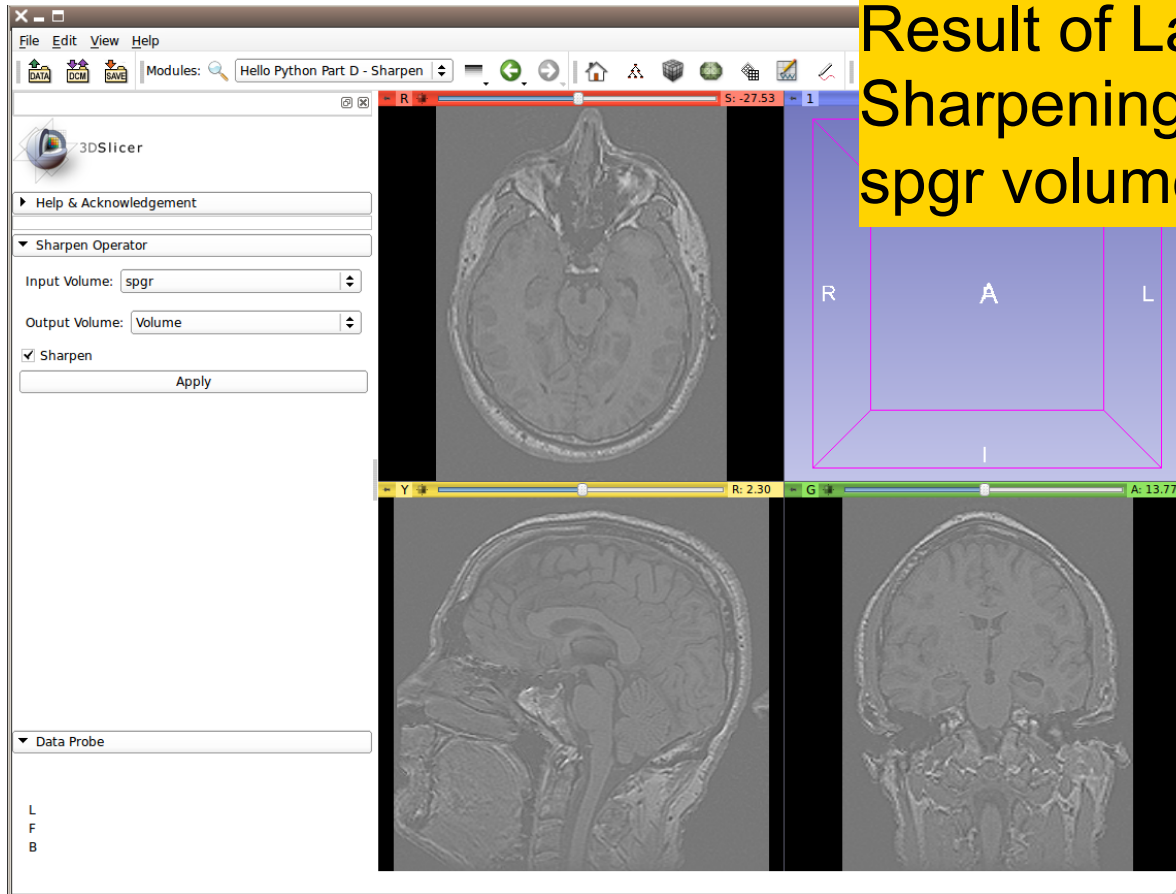 Result of La
Sharpening
spgr volum
File Edit View Help
DATA DCM SAVE Modules: Hello Python Part D - Sharpen
R S: -27.53 1
3DSlicer
Help & Acknowledgement
Sharpen Operator
Input Volume: spgr
Output Volume: Volume
Sharpen
Apply
R A L
I
Y R: 2.30 G A: 13.77
Data Probe
L
F
B